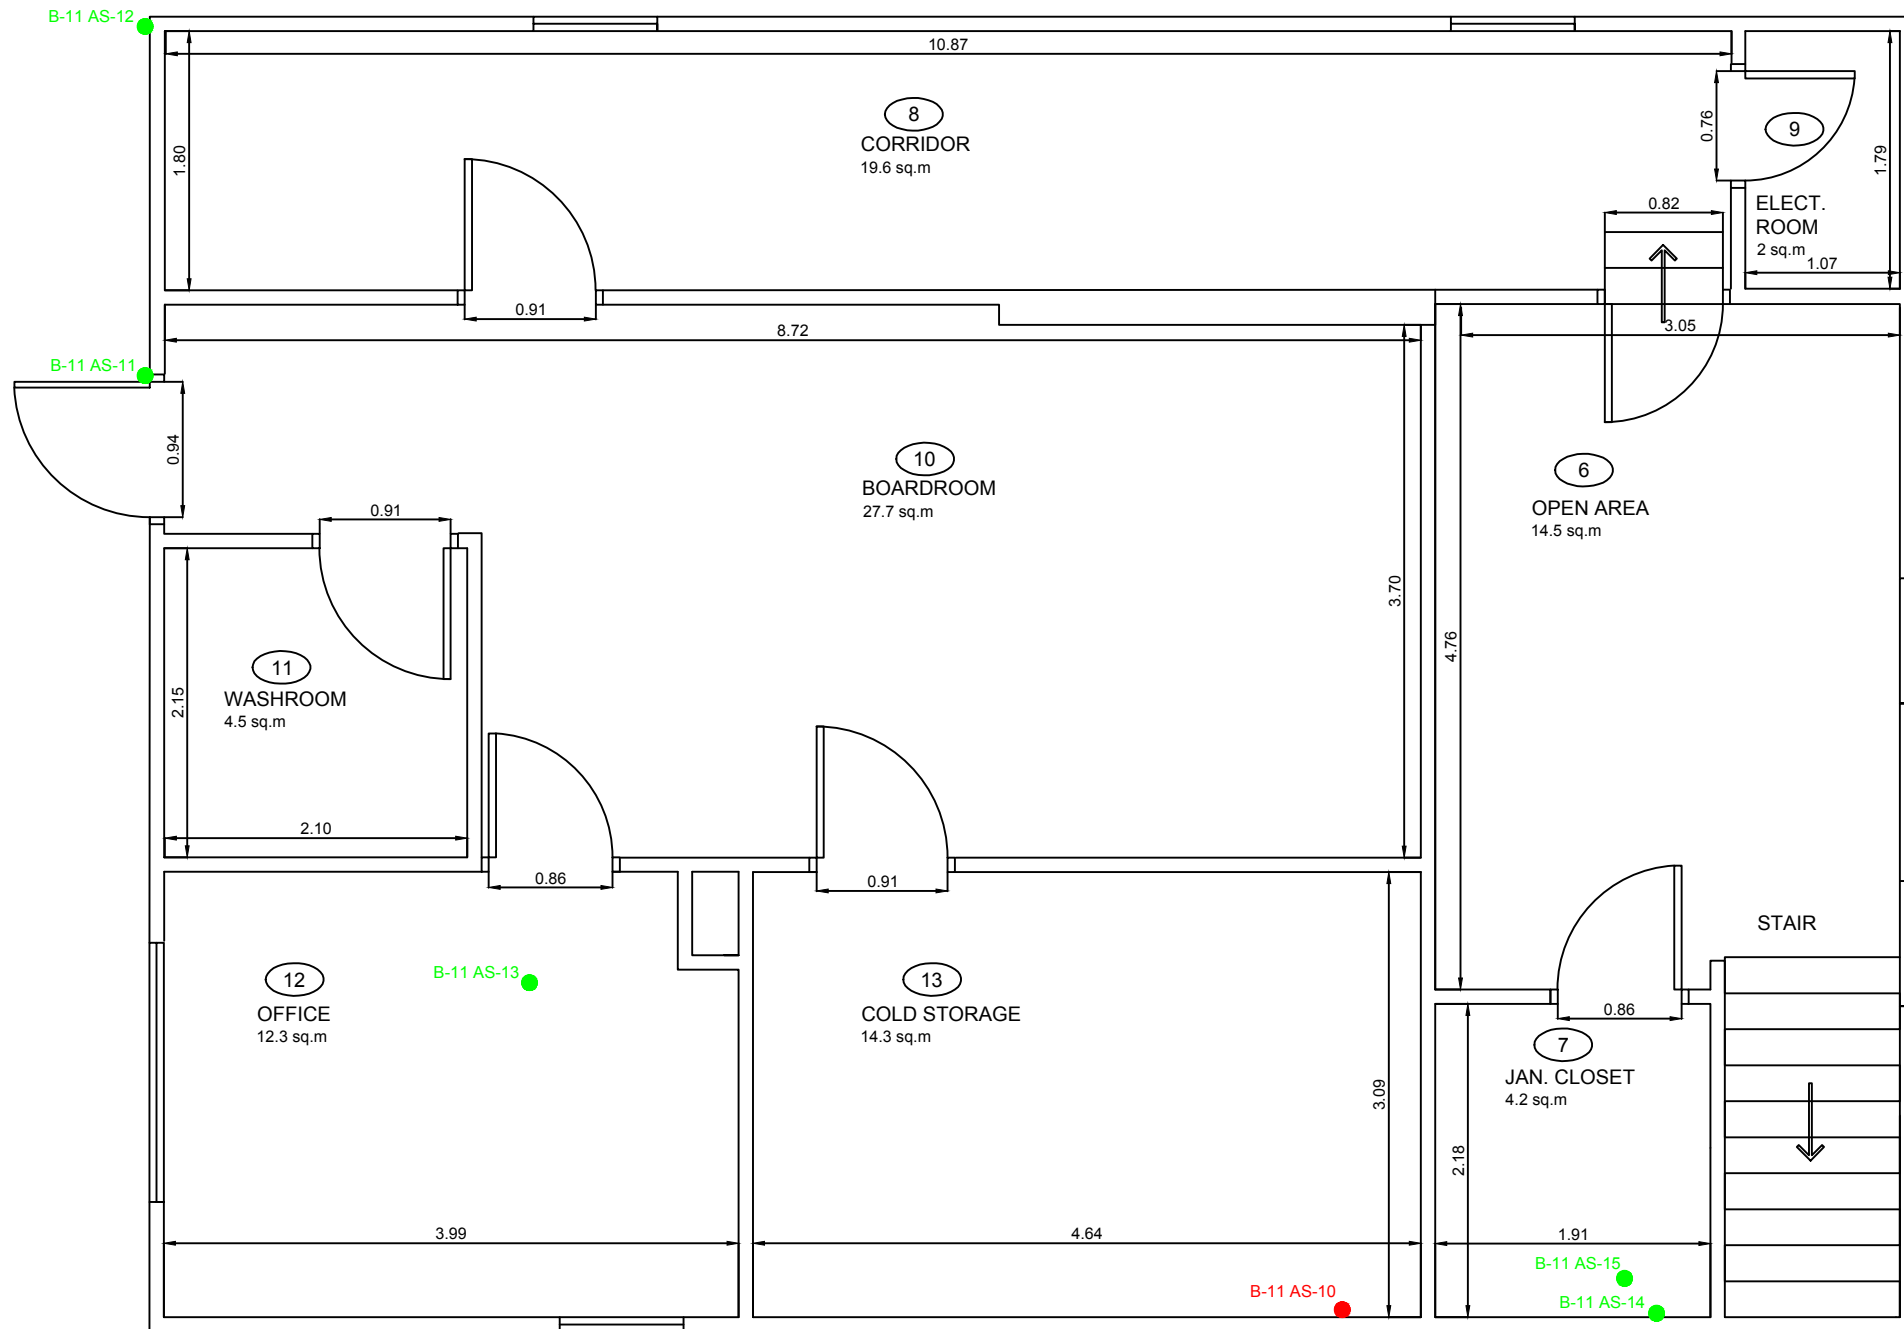 B-11 AS-12
10.87
8
CORRIDOR
19.6 sq.m
1.80
0.76
9
1.79
ELECT.
ROOM
2 sq.m
1.07
0.82
0.91
8.72
3.05
B-11 AS-11
0.94
10
BOARDROOM
27.7 sq.m
6
OPEN AREA
14.5 sq.m
0.91
3.70
4.76
11
WASHROOM
4.5 sq.m
2.15
2.10
0.86
0.91
STAIR
12
OFFICE
12.3 sq.m
B-11 AS-13
13
COLD STORAGE
14.3 sq.m
0.86
7
JAN. CLOSET
4.2 sq.m
3.09
2.18
3.99
4.64
1.91
B-11 AS-15
B-11 AS-10
B-11 AS-14